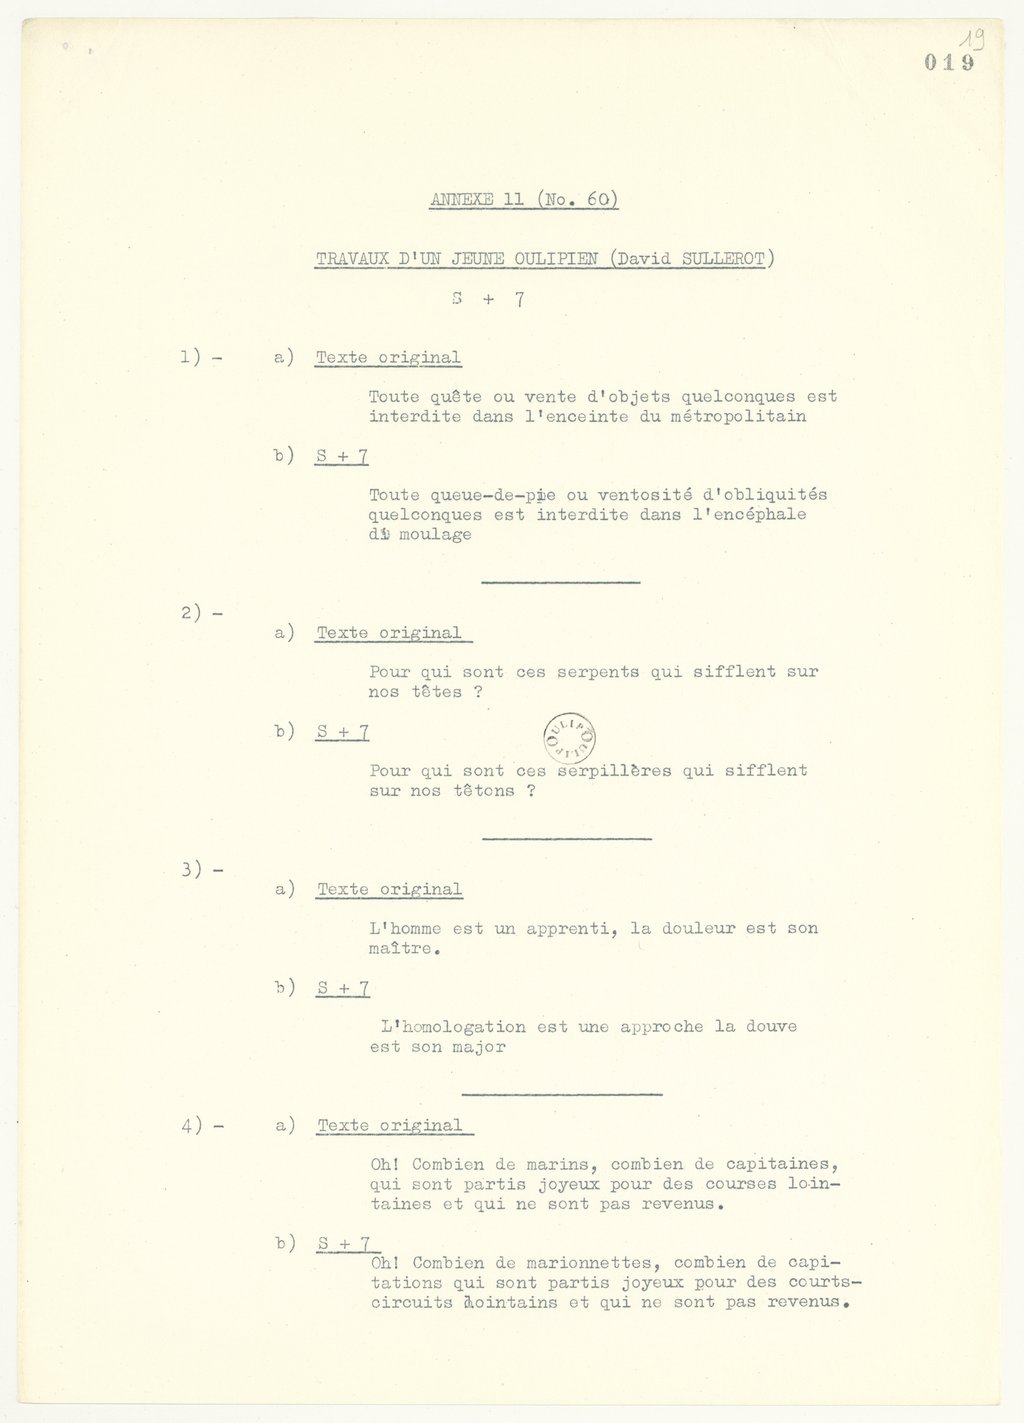 19
019
ANNEXE 11 (No. 60)
TRAVAUX D'UN JEUNE OULIPIEN (David SULLEROT)
S + 7
1) - a) Texte original
Toute quête ou vente d'objets quelconques est
interdite dans l'enceinte du métropolitain
b) S + 7
Toute queue-de-pie ou ventosité d'obliquités
quelconques est interdite dans l'encéphale
du moulage
2) -
a) Texte original
Pour qui sont ces serpents qui sifflent sur
nos têtes ?
b) S + 7
OULIPO OULIPO
Pour qui sont ces serpillères qui sifflent
sur nos têtons ?
3) -
a) Texte original
L'homme est un apprenti, la douleur est son
maître.
b) S + 7
L'homologation est une approche la douve
est son major
4) - a) Texte original
Oh! Combien de marins, combien de capitaines,
qui sont partis joyeux pour des courses loin-
taines et qui ne sont pas revenus.
b) S + 7
Oh! Combien de marionnettes, combien de capi-
tations qui sont partis joyeux pour des courts-
circuits lointains et qui ne sont pas revenus.